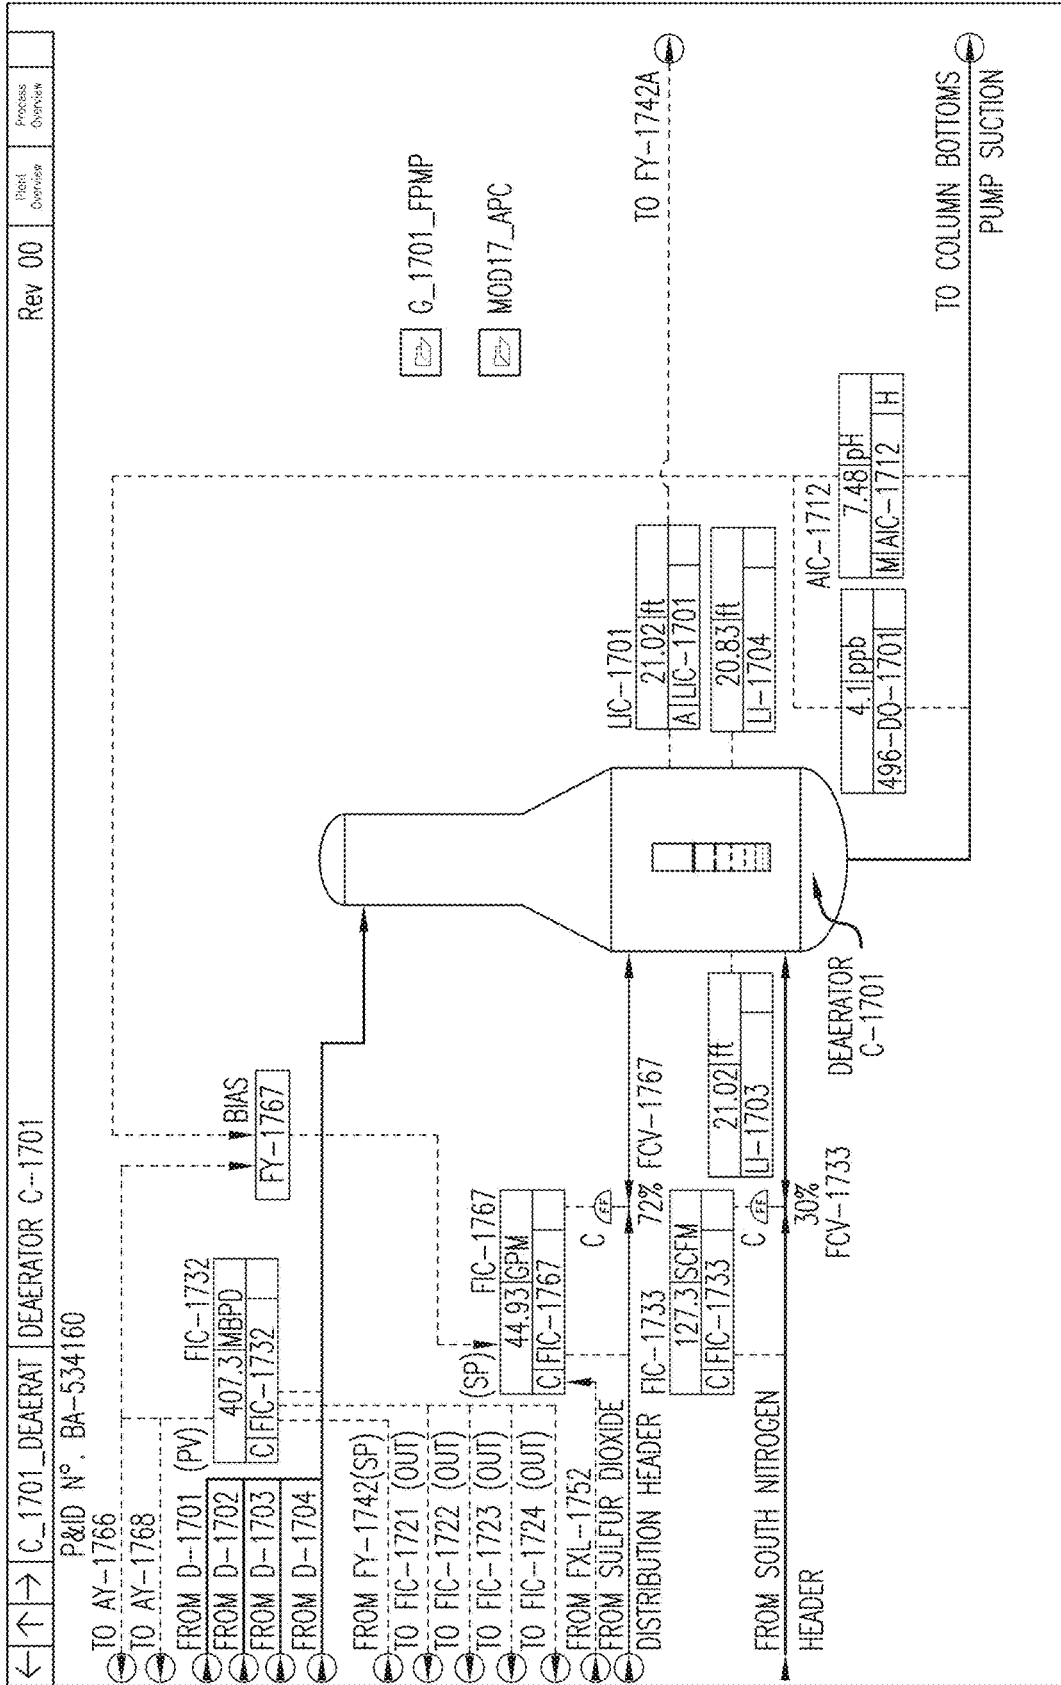 ← ↑ → C_1701_DEAERAT DEAERATOR C-1701 Rev 00
Plant Overview
Process Overview
P&ID N°. BA-534160
TO AY-1766
TO AY-1768
FROM D-1701
FROM D-1702
FROM D-1703
FROM D-1704
(PV)
FIC-1732
407.3 MBPD
C FIC-1732
BIAS
FY-1767
FROM FY-1742(SP)
TO FIC-1721 (OUT)
TO FIC-1722 (OUT)
TO FIC-1723 (OUT)
TO FIC-1724 (OUT)
FROM FXL-1752
FROM SULFUR DIOXIDE
DISTRIBUTION HEADER
(SP)
FIC-1767
44.93 GPM
C FIC-1767
C
FF
72% FCV-1767
FIC-1733
127.3 SCFM
C FIC-1733
C
FF
30%
FCV-1733
FROM SOUTH NITROGEN
HEADER
21.02 ft
LI-1703
DEAERATOR
C-1701
LIC-1701
21.02 ft
A LIC-1701
20.83 ft
LI-1704
4.1 ppb
496-DO-1701
AIC-1712
7.48 pH
M AIC-1712 H
G_1701_FPMP
MOD17_APC
TO FY-1742A
TO COLUMN BOTTOMS
PUMP SUCTION